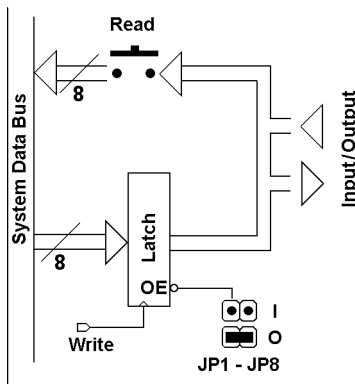 Read
8
System Data Bus
Input/Output
Latch
8
OE
I
O
Write
JP1 - JP8